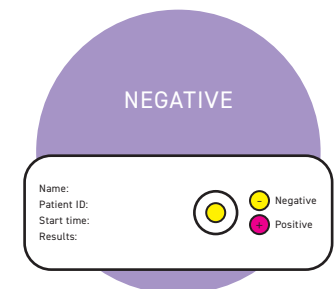 NEGATIVE
Name:
Patient ID:
Start time:
Results:
- Negative
+ Positive